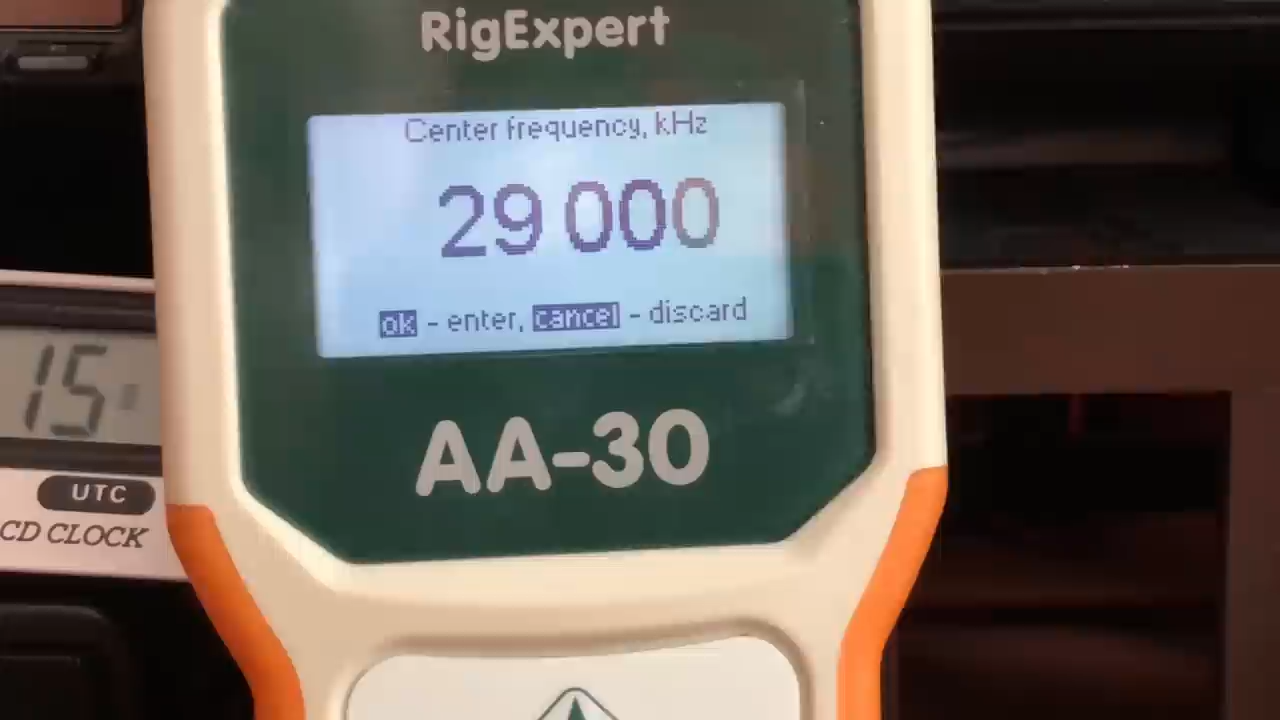 RigExpert
Center frequency, kHz
29 000
ok - enter, cancel - discard
AA-30
15
UTC
CD CLOCK